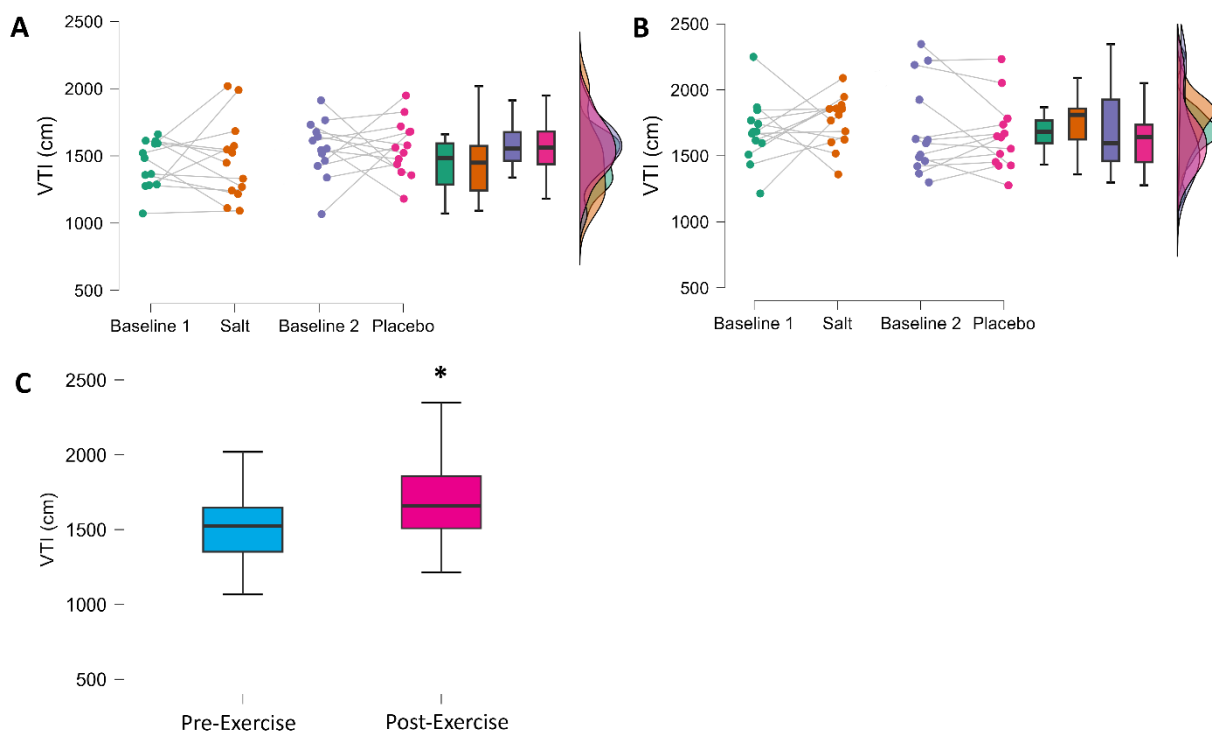 A
VTI (cm)
2500
2000
1500
1000
500
Baseline 1 Salt Baseline 2 Placebo
B
VTI (cm)
2500
2000
1500
1000
500
Baseline 1 Salt Baseline 2 Placebo
C
VTI (cm)
2500
2000
1500
1000
500
*
Pre-Exercise Post-Exercise